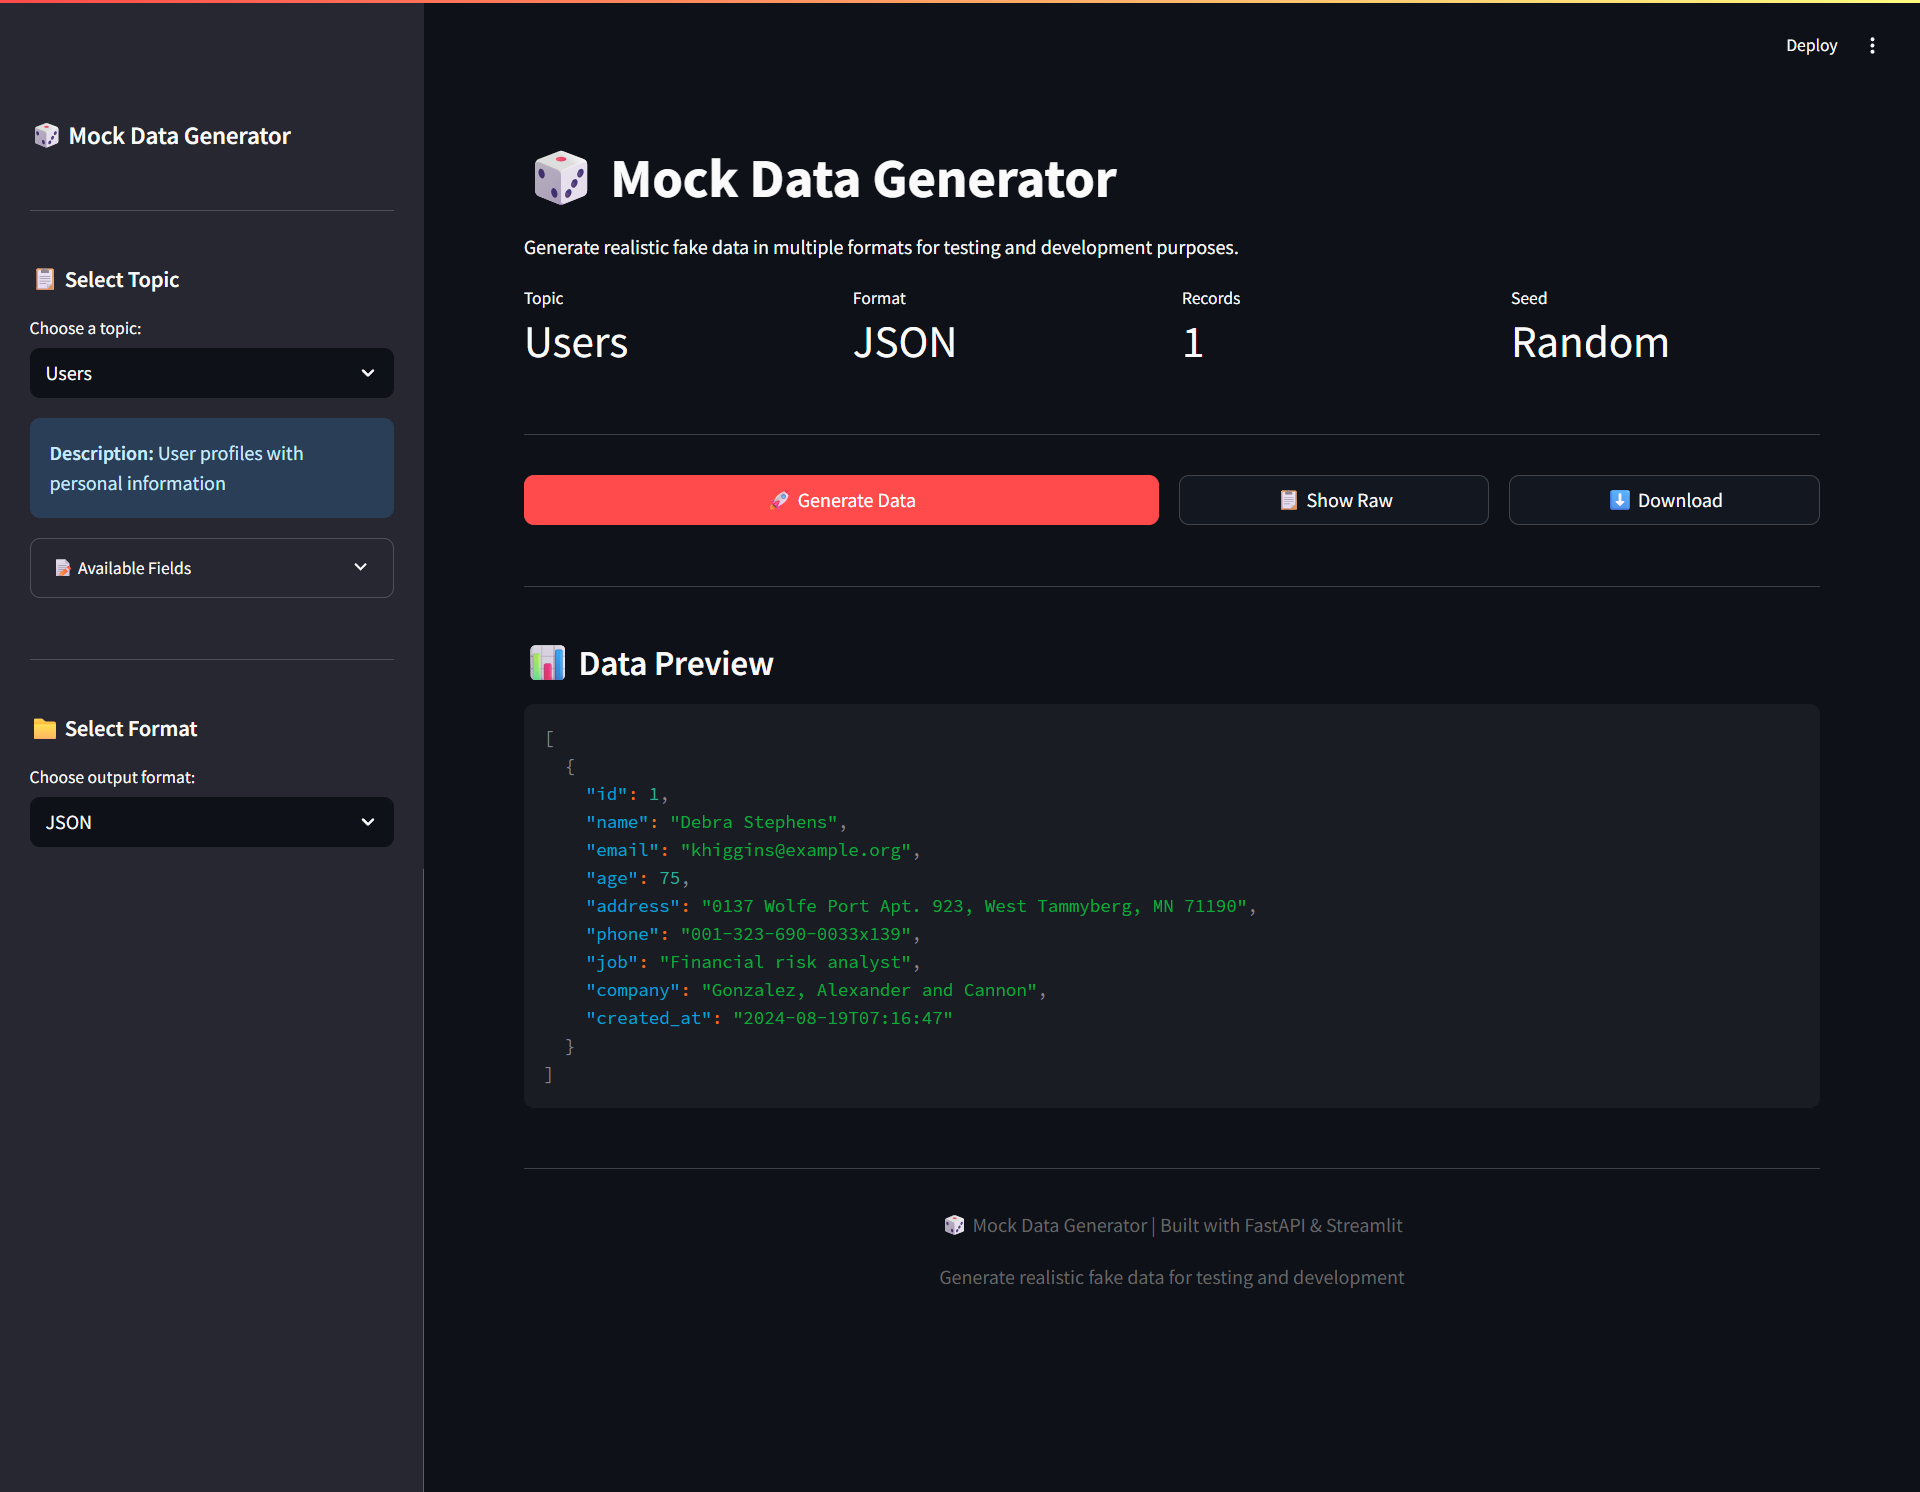 Deploy
Mock Data Generator
Select Topic
Choose a topic:
Users
Description: User profiles with
personal information
Available Fields
Select Format
Choose output format:
JSON
Mock Data Generator
Generate realistic fake data in multiple formats for testing and development purposes.
Topic
Users
Format
JSON
Records
1
Seed
Random
Generate Data
Show Raw
Download
Data Preview
[
  {
    "id": 1,
    "name": "Debra Stephens",
    "email": "khiggins@example.org",
    "age": 75,
    "address": "0137 Wolfe Port Apt. 923, West Tammyberg, MN 71190",
    "phone": "001-323-690-0033x139",
    "job": "Financial risk analyst",
    "company": "Gonzalez, Alexander and Cannon",
    "created_at": "2024-08-19T07:16:47"
  }
]
Mock Data Generator | Built with FastAPI & Streamlit
Generate realistic fake data for testing and development